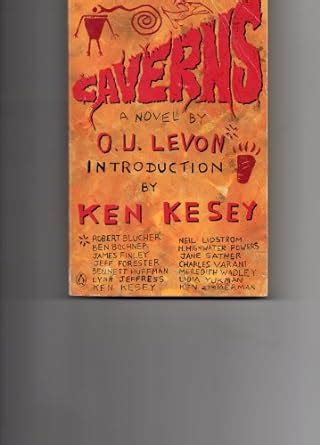 CAVERNS
A NOVEL BY
O.U. LEVON
INTRODUCTION
BY
KEN KESEY
ROBERT BLUCHER
BEN BOCHNER
JAMES FINLEY
JEFF FORESTER
BENNETT HUFFMAN
LYNN JEFFRESS
KEN KESEY
NEIL LIDSTROM
H. HIGHWATER POWERS
JANE SATHER
CHARLES VARANI
MEREDITH WADLEY
LIDIA YUKMAN
KEN ZIMMERMAN